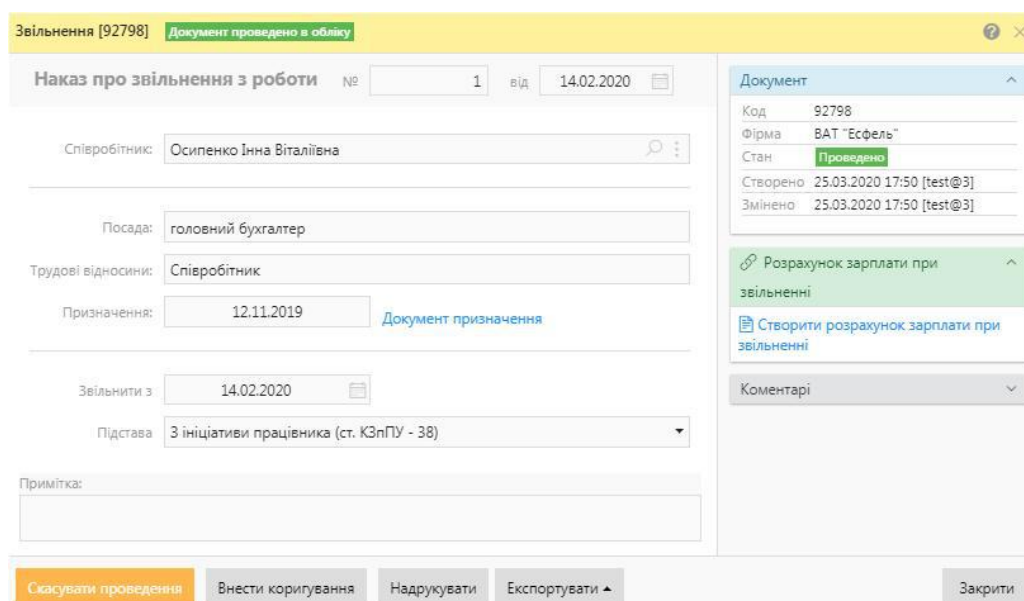 Звільнення [92798] Документ проведено в обліку
Наказ про звільнення з роботи № 1 від 14.02.2020
Співробітник: Осипенко Інна Віталіївна
Посада: головний бухгалтер
Трудові відносини: Співробітник
Призначення: 12.11.2019 Документ призначення
Звільнити з 14.02.2020
Підстава З ініціативи працівника (ст. КЗпПУ - 38)
Примітка:
Документ
Код 92798
Фірма ВАТ "Есфель"
Стан Проведено
Створено 25.03.2020 17:50 [test@3]
Змінено 25.03.2020 17:50 [test@3]
Розрахунок зарплати при
звільненні
Створити розрахунок зарплати при
звільненні
Коментарі
Скасувати проведення Внести коригування Надрукувати Експортувати Закрити